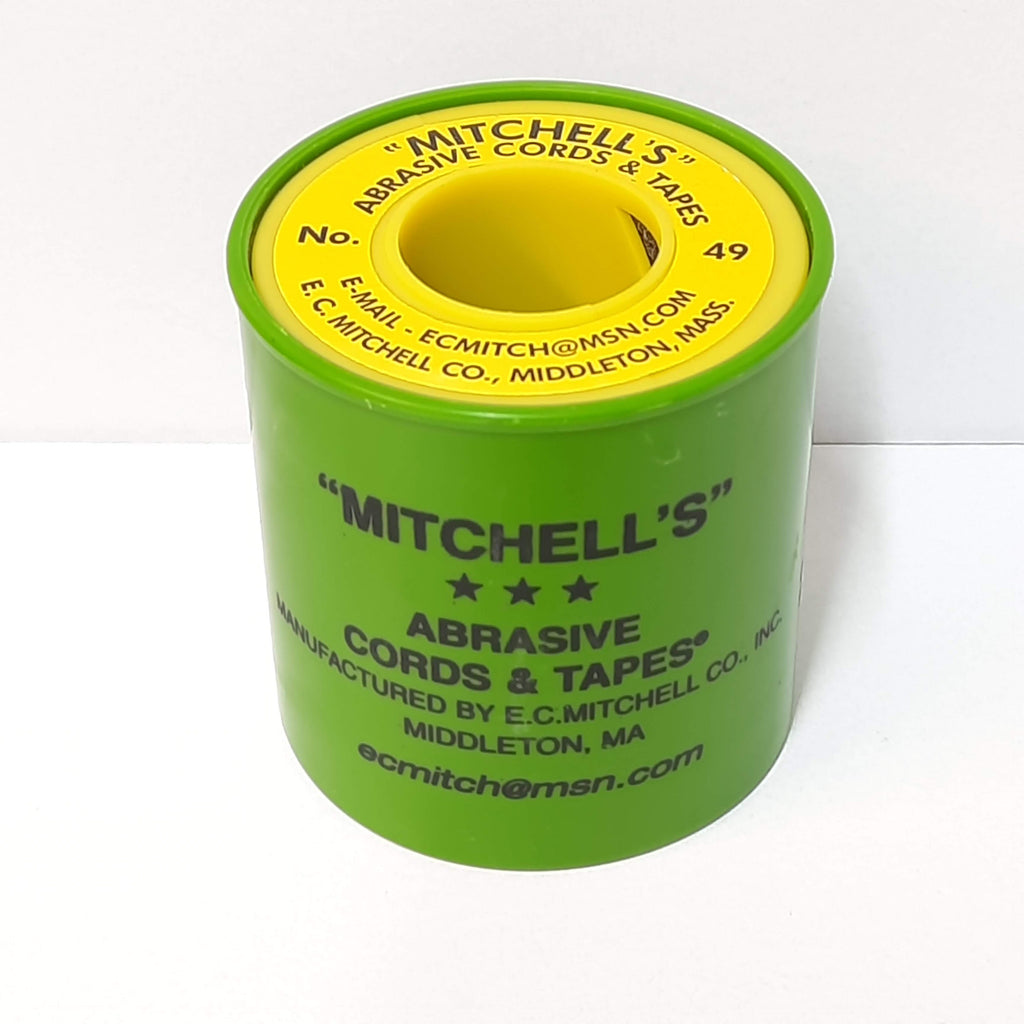 “MITCHELL'S”
ABRASIVE CORDS & TAPES
No. 49
E-MAIL - ECMITCH@MSN.COM
E. C. MITCHELL CO., MIDDLETON, MASS.
“MITCHELL'S”
★ ★ ★
ABRASIVE
CORDS & TAPES®
MANUFACTURED BY E.C.MITCHELL CO., INC.
MIDDLETON, MA
ecmitch@msn.com